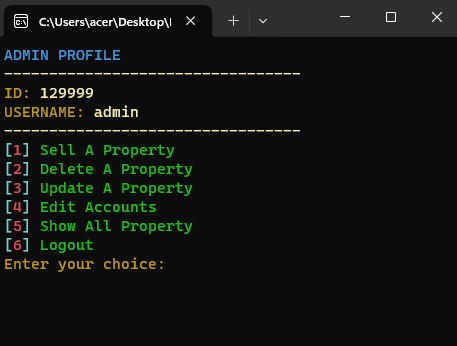 C:\Users\acer\Desktop\
ADMIN PROFILE
---------------------------------
ID: 129999
USERNAME: admin
---------------------------------
[1] Sell A Property
[2] Delete A Property
[3] Update A Property
[4] Edit Accounts
[5] Show All Property
[6] Logout
Enter your choice: